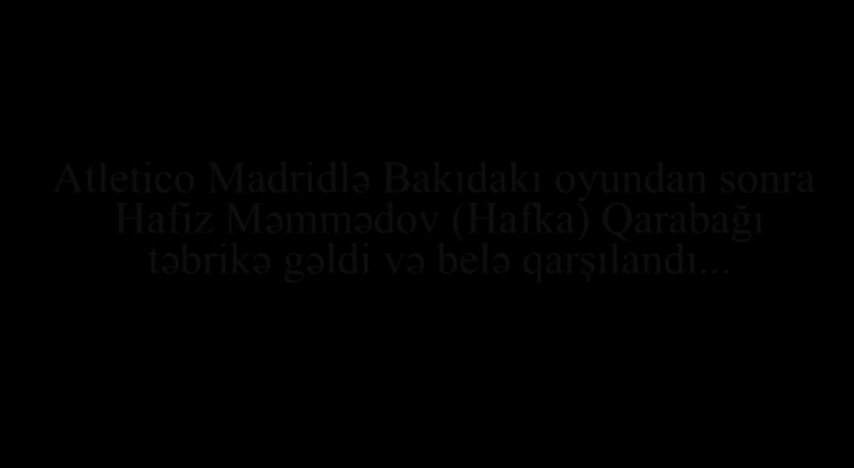 Atletico Madridlə Bakıdakı oyundan sonra
Hafiz Məmmədov (Hafka) Qarabağı
təbrikə gəldi və belə qarşılandı...